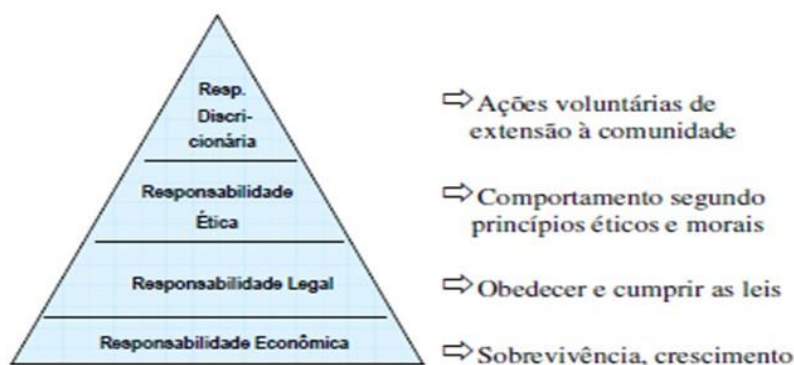 Resp.
Discri-
cionária
⇨ Ações voluntárias de
extensão à comunidade
Responsabilidade
Ética
⇨ Comportamento segundo
princípios éticos e morais
Responsabilidade Legal
⇨ Obedecer e cumprir as leis
Responsabilidade Econômica
⇨ Sobrevivência, crescimento